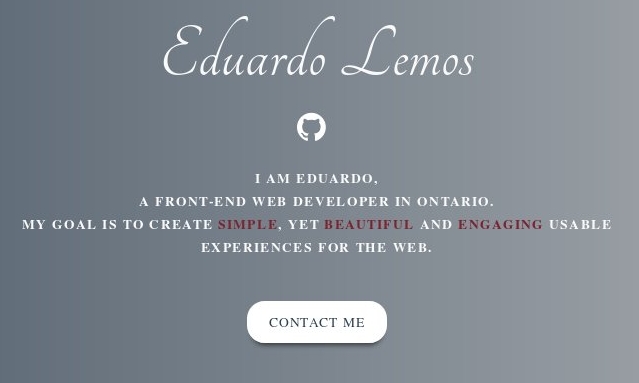 Eduardo Lemos
I AM EDUARDO,
A FRONT-END WEB DEVELOPER IN ONTARIO.
MY GOAL IS TO CREATE SIMPLE, YET BEAUTIFUL AND ENGAGING USABLE
EXPERIENCES FOR THE WEB.
CONTACT ME